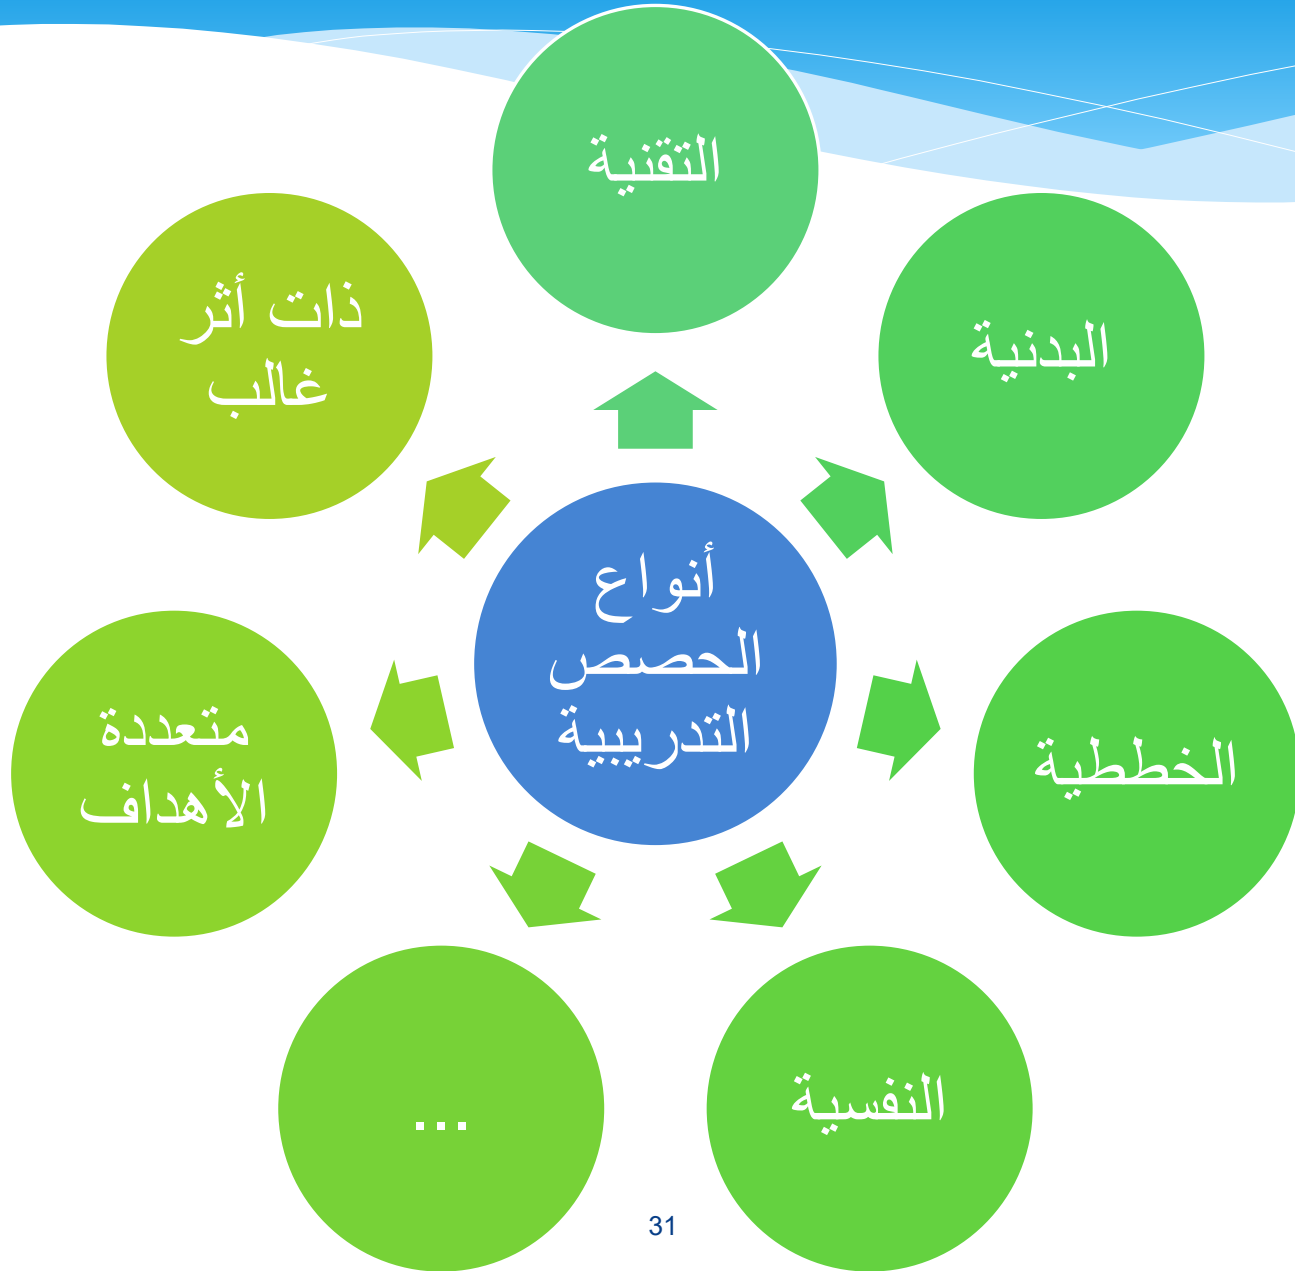 أنواع
الحصص
التدريبية
التقنية
البدنية
الخططية
النفسية
...
متعددة
الأهداف
ذات أثر
غالب
31